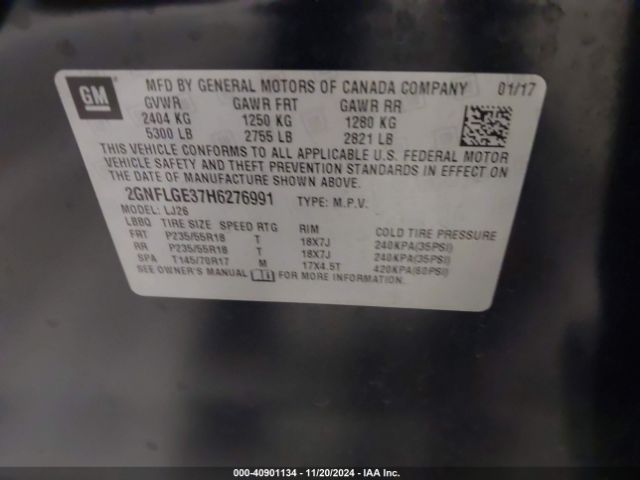 GM
MFD BY GENERAL MOTORS OF CANADA COMPANY 01/17
GVWR GAWR FRT GAWR RR
2404 KG 1250 KG 1280 KG
5300 LB 2755 LB 2821 LB
THIS VEHICLE CONFORMS TO ALL APPLICABLE U.S. FEDERAL MOTOR
VEHICLE SAFETY AND THEFT PREVENTION STANDARDS IN EFFECT ON
THE DATE OF MANUFACTURE SHOWN ABOVE.
2GNFLGE37H6276991 TYPE: M.P.V.
MODEL: LJ26
LBBQ TIRE SIZE SPEED RTG RIM COLD TIRE PRESSURE
FRT P235/55R18 T 18X7J 240KPA(35PSI)
RR P235/55R18 T 18X7J 240KPA(35PSI)
SPA T145/70R17 M 17X4.5T 420KPA(60PSI)
SEE OWNER'S MANUAL FOR MORE INFORMATION.
000-40901134 - 11/20/2024 - IAA Inc.